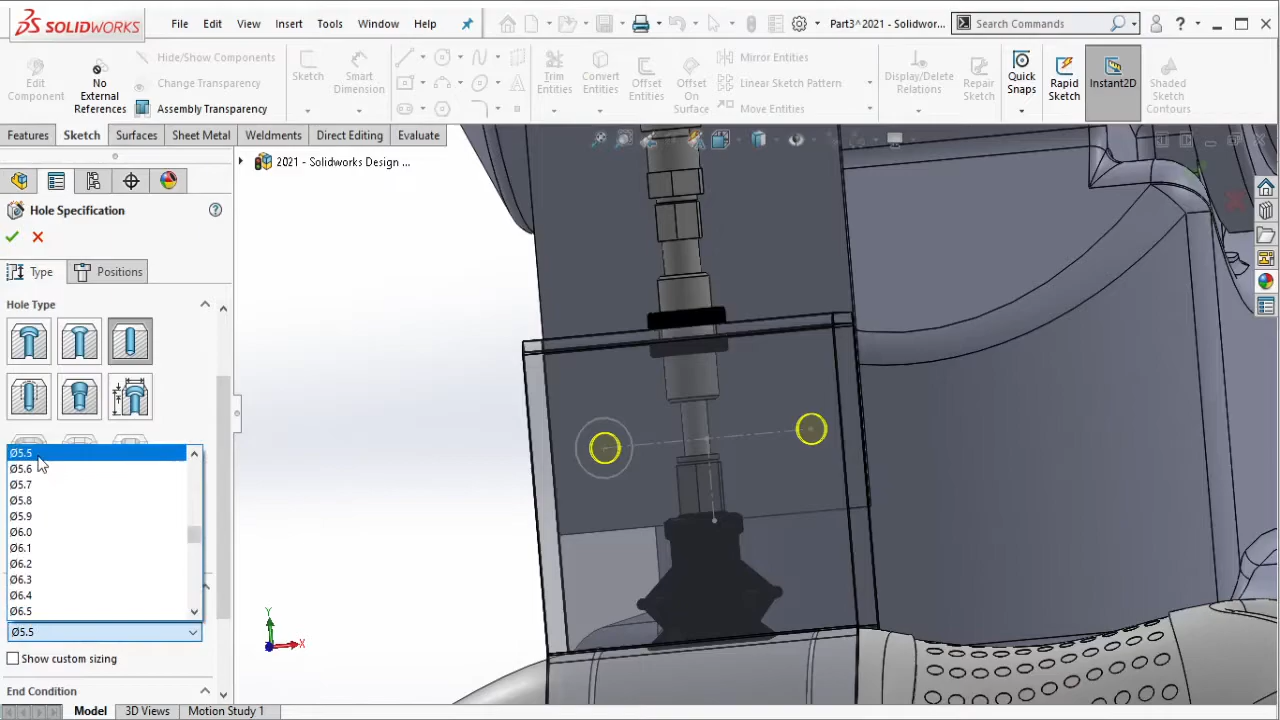 SOLIDWORKS
File
Edit
View
Insert
Tools
Window
Help
Part3^2021 - Solidwor...
Search Commands
Edit Component
No External References
Hide/Show Components
Change Transparency
Assembly Transparency
Sketch
Smart Dimension
Trim Entities
Convert Entities
Offset Entities
Offset On Surface
Mirror Entities
Linear Sketch Pattern
Move Entities
Display/Delete Relations
Repair Sketch
Quick Snaps
Rapid Sketch
Instant2D
Shaded Sketch Contours
Features
Sketch
Surfaces
Sheet Metal
Weldments
Direct Editing
Evaluate
2021 - Solidworks Design ...
Hole Specification
Type
Positions
Hole Type
Ø5.5
Ø5.6
Ø5.7
Ø5.8
Ø5.9
Ø6.0
Ø6.1
Ø6.2
Ø6.3
Ø6.4
Ø6.5
Ø5.5
Show custom sizing
End Condition
Y
X
Model
3D Views
Motion Study 1